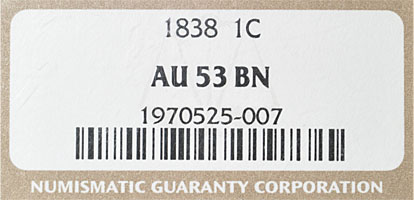 1838 1C
AU 53 BN
1970525-007
NUMISMATIC GUARANTY CORPORATION